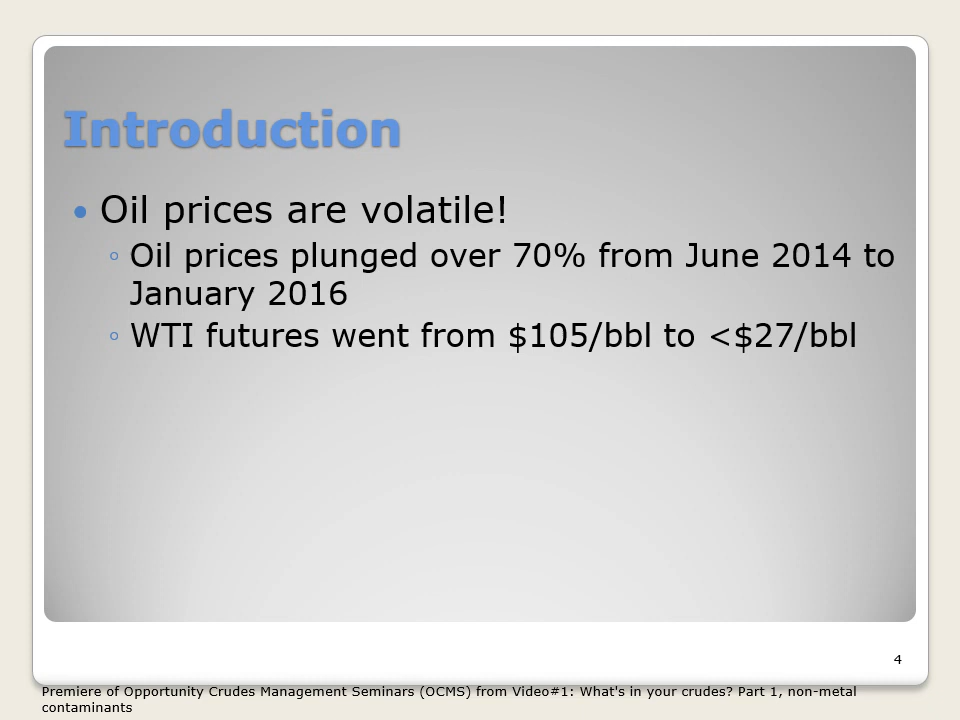 Introduction
• Oil prices are volatile!
◦ Oil prices plunged over 70% from June 2014 to
January 2016
◦ WTI futures went from $105/bbl to <$27/bbl
4
Premiere of Opportunity Crudes Management Seminars (OCMS) from Video#1: What's in your crudes? Part 1, non-metal
contaminants